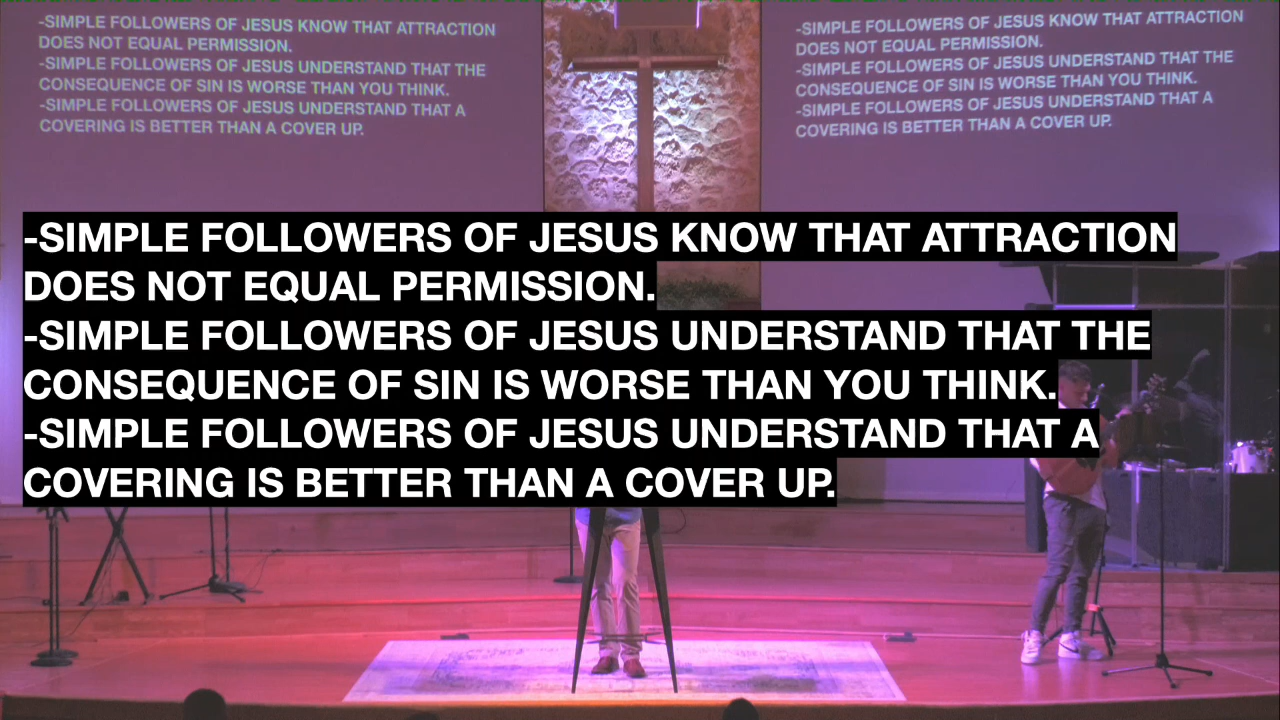 -SIMPLE FOLLOWERS OF JESUS KNOW THAT ATTRACTION
DOES NOT EQUAL PERMISSION.
-SIMPLE FOLLOWERS OF JESUS UNDERSTAND THAT THE
CONSEQUENCE OF SIN IS WORSE THAN YOU THINK.
-SIMPLE FOLLOWERS OF JESUS UNDERSTAND THAT A
COVERING IS BETTER THAN A COVER UP.
-SIMPLE FOLLOWERS OF JESUS KNOW THAT ATTRACTION
DOES NOT EQUAL PERMISSION.
-SIMPLE FOLLOWERS OF JESUS UNDERSTAND THAT THE
CONSEQUENCE OF SIN IS WORSE THAN YOU THINK.
-SIMPLE FOLLOWERS OF JESUS UNDERSTAND THAT A
COVERING IS BETTER THAN A COVER UP.
-SIMPLE FOLLOWERS OF JESUS KNOW THAT ATTRACTION
DOES NOT EQUAL PERMISSION.
-SIMPLE FOLLOWERS OF JESUS UNDERSTAND THAT THE
CONSEQUENCE OF SIN IS WORSE THAN YOU THINK.
-SIMPLE FOLLOWERS OF JESUS UNDERSTAND THAT A
COVERING IS BETTER THAN A COVER UP.